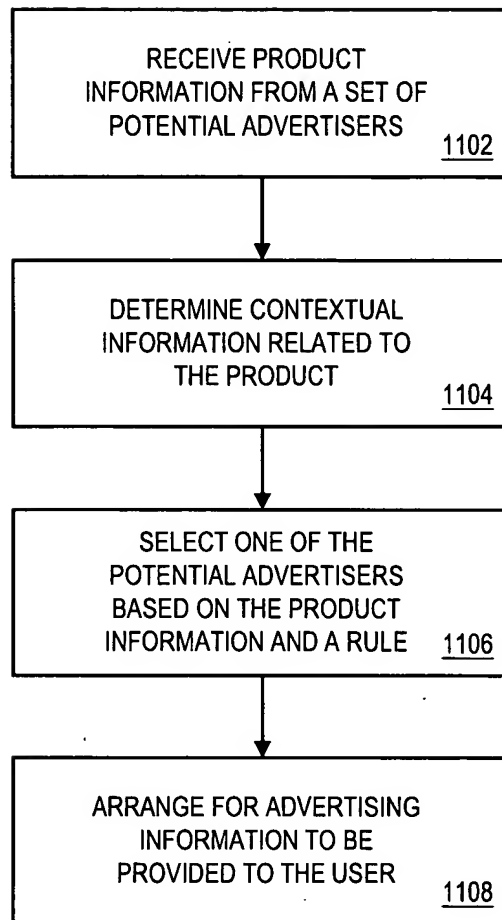 RECEIVE PRODUCT
INFORMATION FROM A SET OF
POTENTIAL ADVERTISERS
1102
DETERMINE CONTEXTUAL
INFORMATION RELATED TO
THE PRODUCT
1104
SELECT ONE OF THE
POTENTIAL ADVERTISERS
BASED ON THE PRODUCT
INFORMATION AND A RULE
1106
ARRANGE FOR ADVERTISING
INFORMATION TO BE
PROVIDED TO THE USER
1108